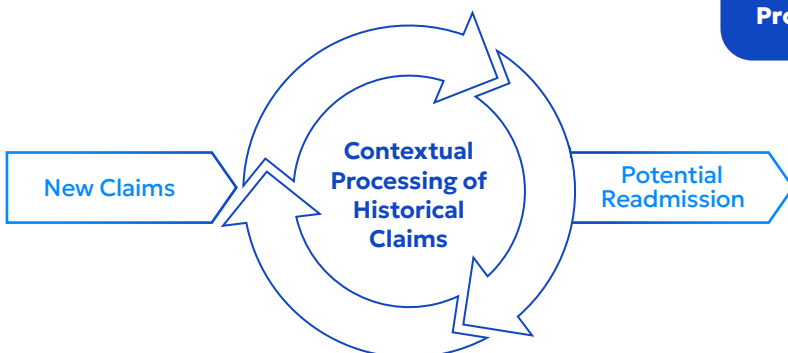 Pro
Contextual
Processing of
Historical
Claims
New Claims
Potential
Readmission